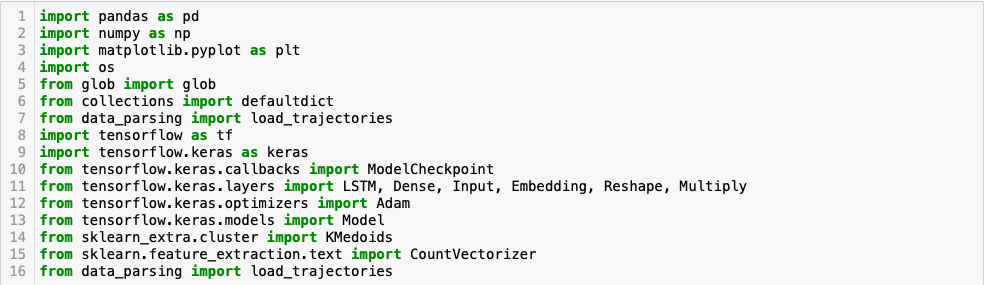 1 import pandas as pd
2 import numpy as np
3 import matplotlib.pyplot as plt
4 import os
5 from glob import glob
6 from collections import defaultdict
7 from data_parsing import load_trajectories
8 import tensorflow as tf
9 import tensorflow.keras as keras
10 from tensorflow.keras.callbacks import ModelCheckpoint
11 from tensorflow.keras.layers import LSTM, Dense, Input, Embedding, Reshape, Multiply
12 from tensorflow.keras.optimizers import Adam
13 from tensorflow.keras.models import Model
14 from sklearn_extra.cluster import KMedoids
15 from sklearn.feature_extraction.text import CountVectorizer
16 from data_parsing import load_trajectories